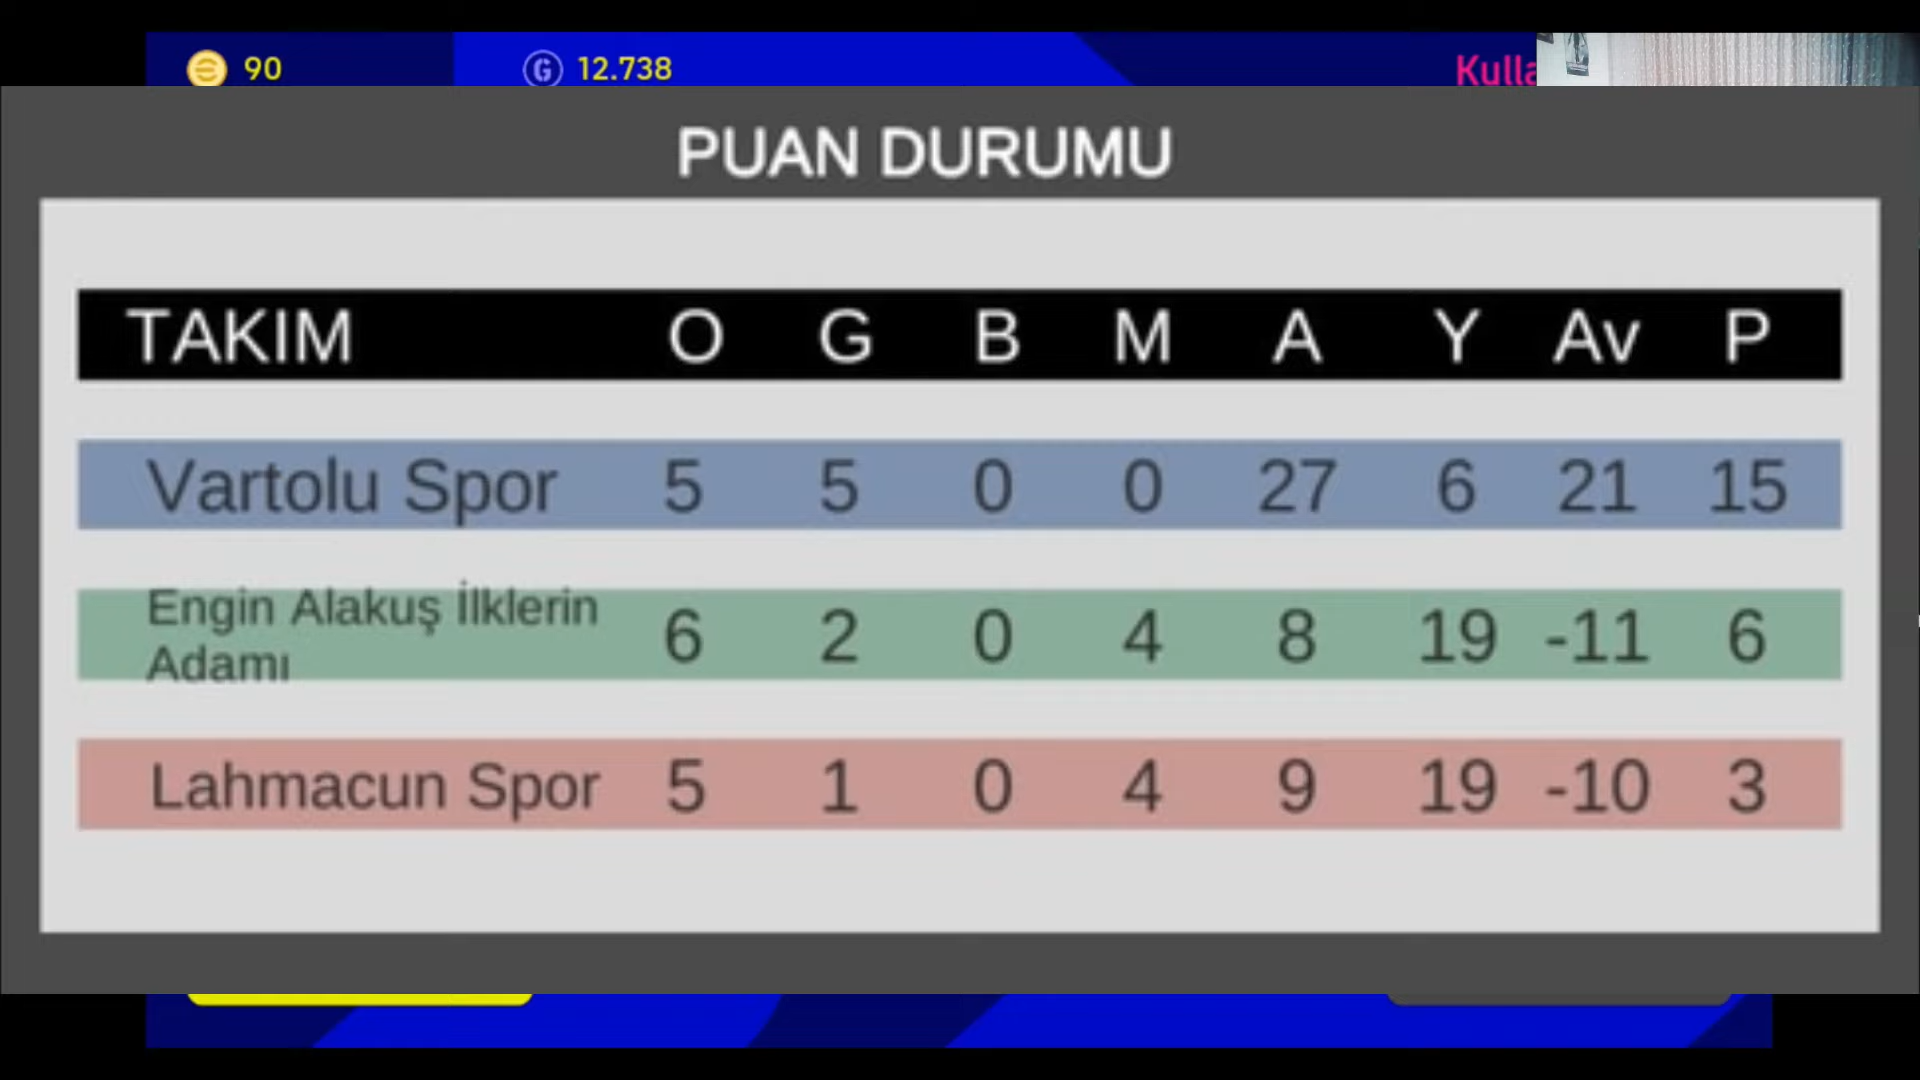 90 12.738 Kulla
PUAN DURUMU
TAKIM O G B M A Y Av P
Vartolu Spor 5 5 0 0 27 6 21 15
Engin Alakuş İlklerin
Adamı 6 2 0 4 8 19 -11 6
Lahmacun Spor 5 1 0 4 9 19 -10 3